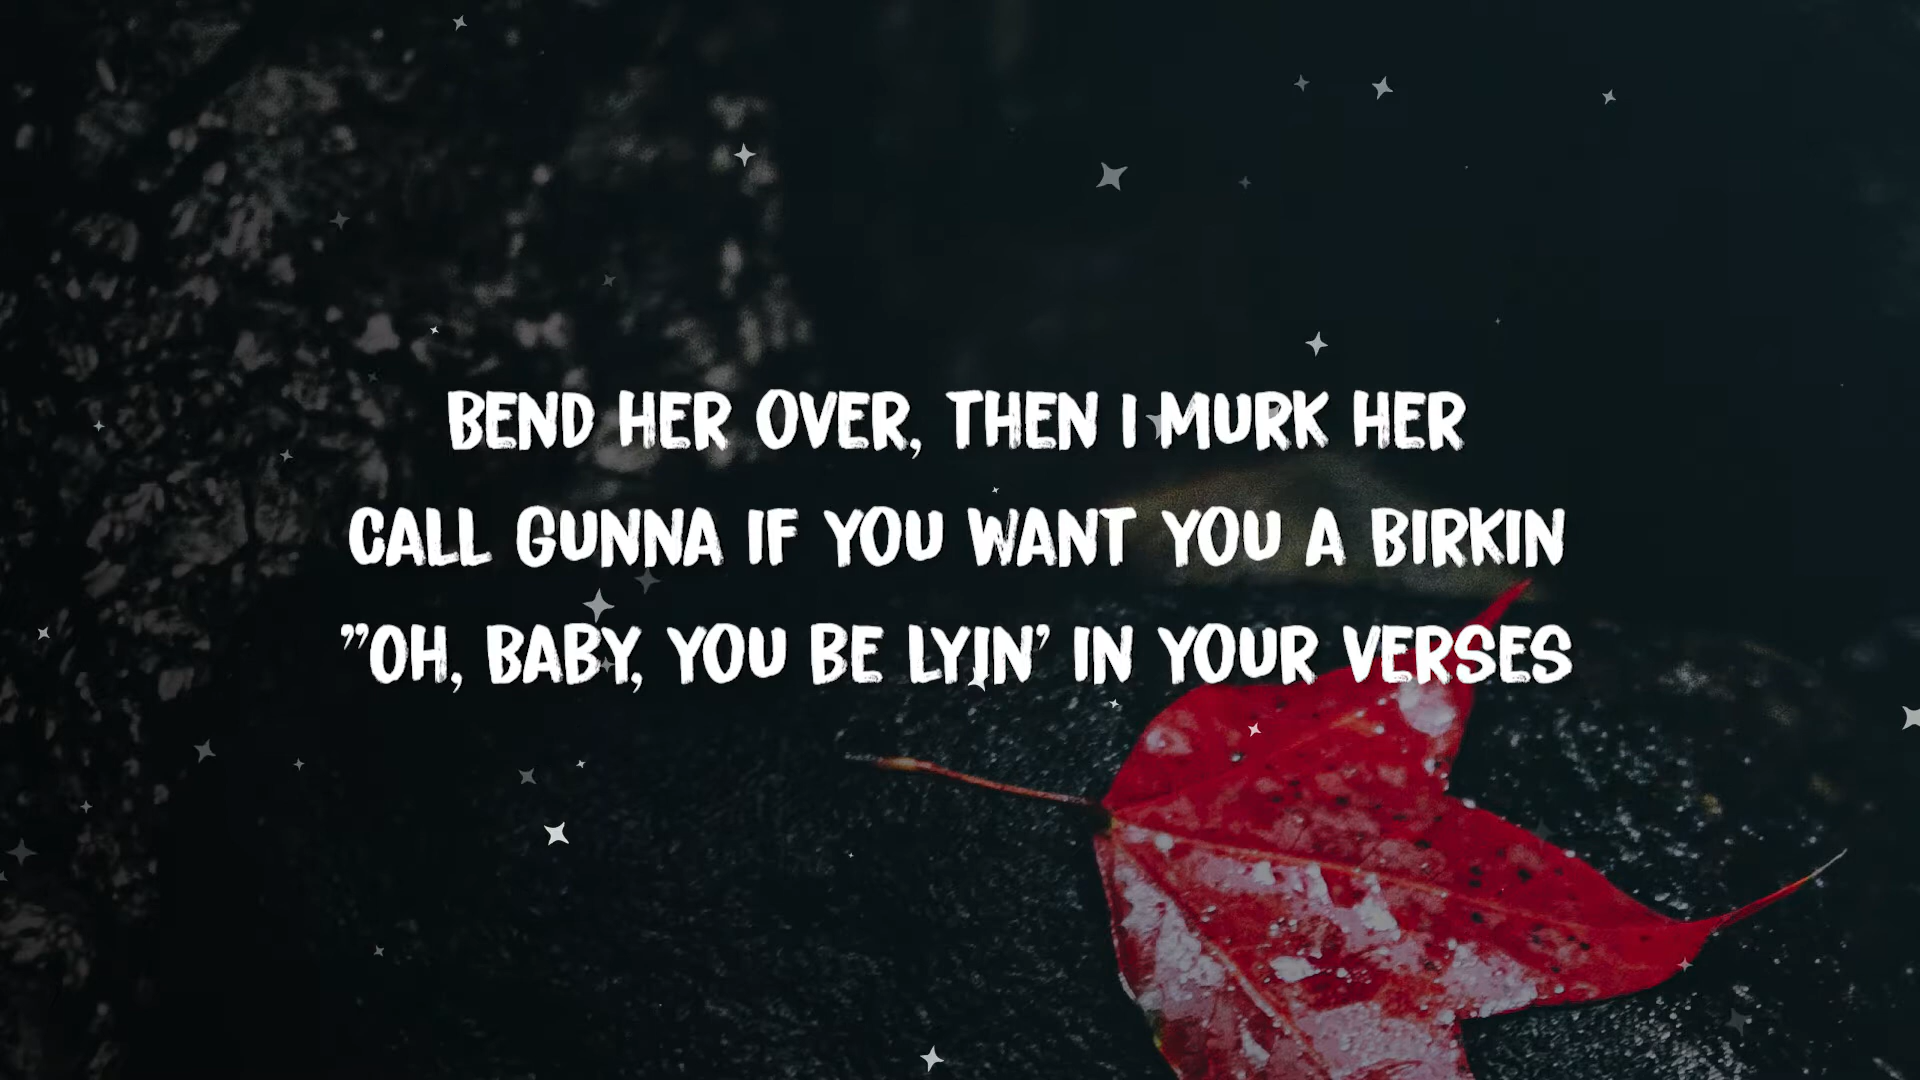 BEND HER OVER, THEN I MURK HER
CALL GUNNA IF YOU WANT YOU A BIRKIN
"OH, BABY, YOU BE LYIN' IN YOUR VERSES